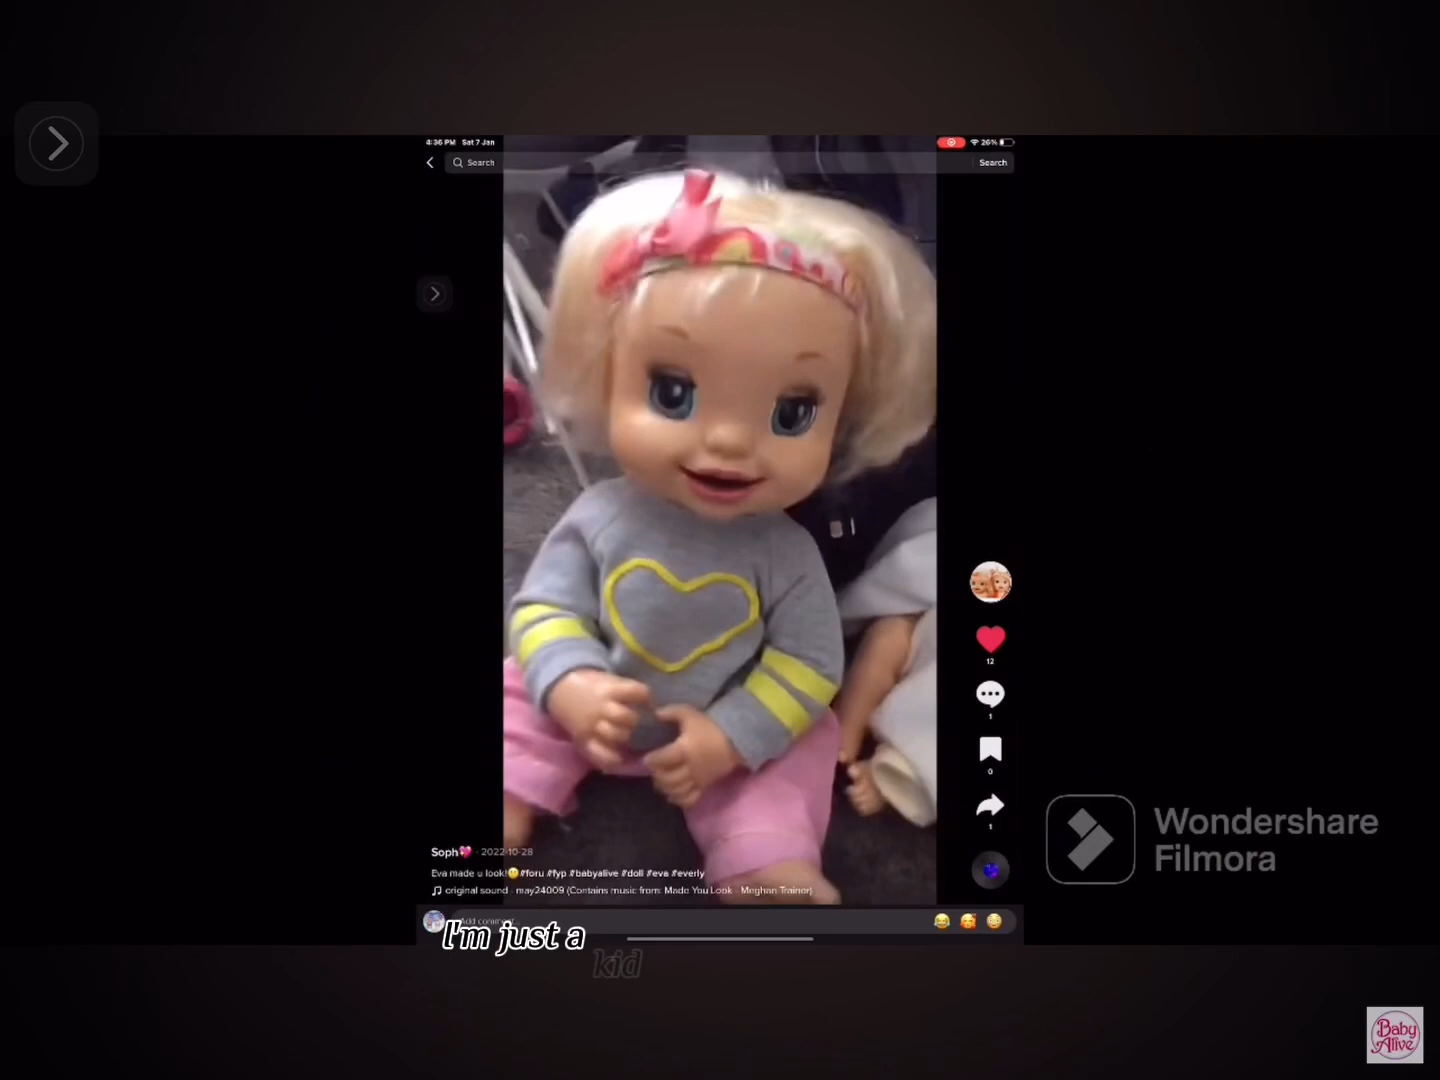 4:36 PM Sat 7 Jan
26%
Search
Search
12
1
0
1
Wondershare
Filmora
Soph💖 · 2022-10-28
Eva made u look!🤭#foru #fyp #babyalive #doll #eva #everly
original sound - may24009 (Contains music from: Made You Look - Meghan Trainor)
Add comment...
I'm just a
kid
Baby
Alive